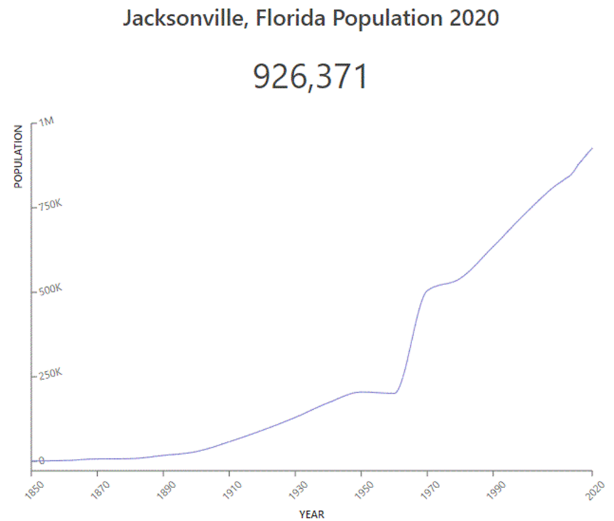 Jacksonville, Florida Population 2020
926,371
POPULATION
1M
750K
500K
250K
0
1850
1870
1890
1910
1930
1950
1970
1990
2020
YEAR